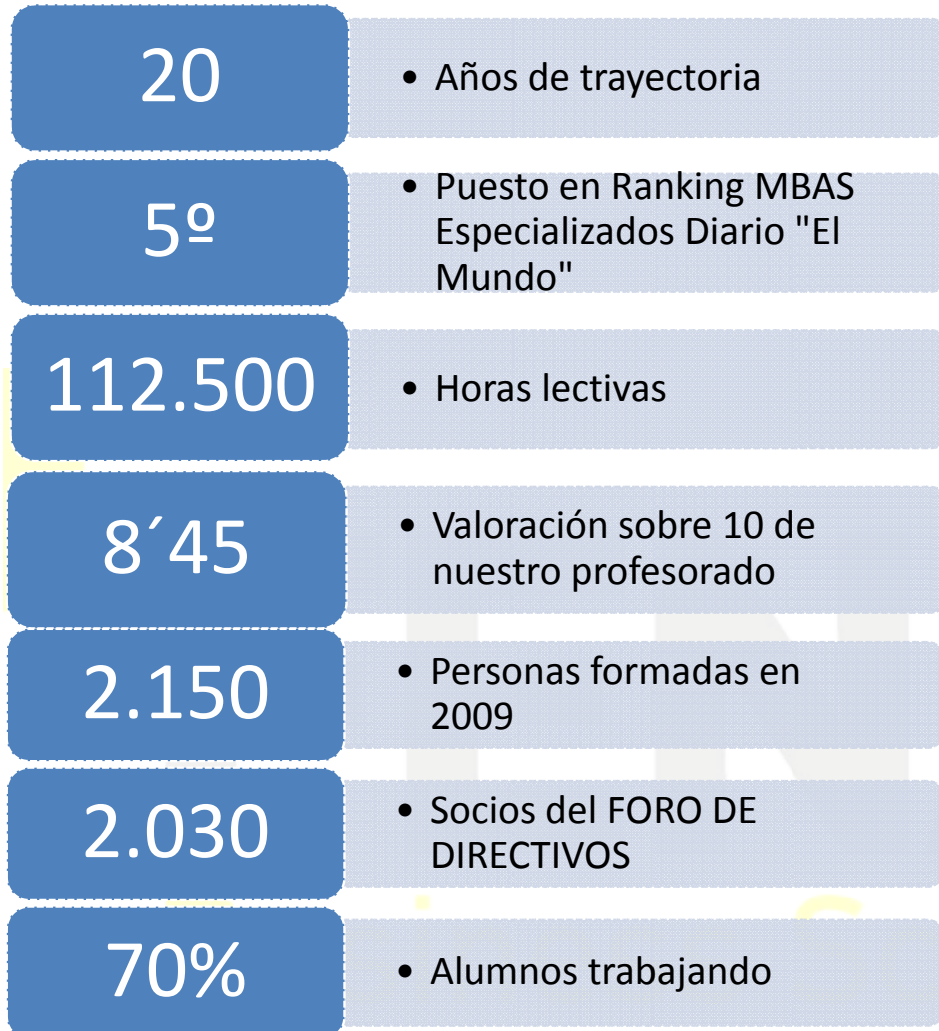 20
• Años de trayectoria
5º
• Puesto en Ranking MBAS
Especializados Diario "El
Mundo"
112.500
• Horas lectivas
8´45
• Valoración sobre 10 de
nuestro profesorado
2.150
• Personas formadas en
2009
2.030
• Socios del FORO DE
DIRECTIVOS
70%
• Alumnos trabajando